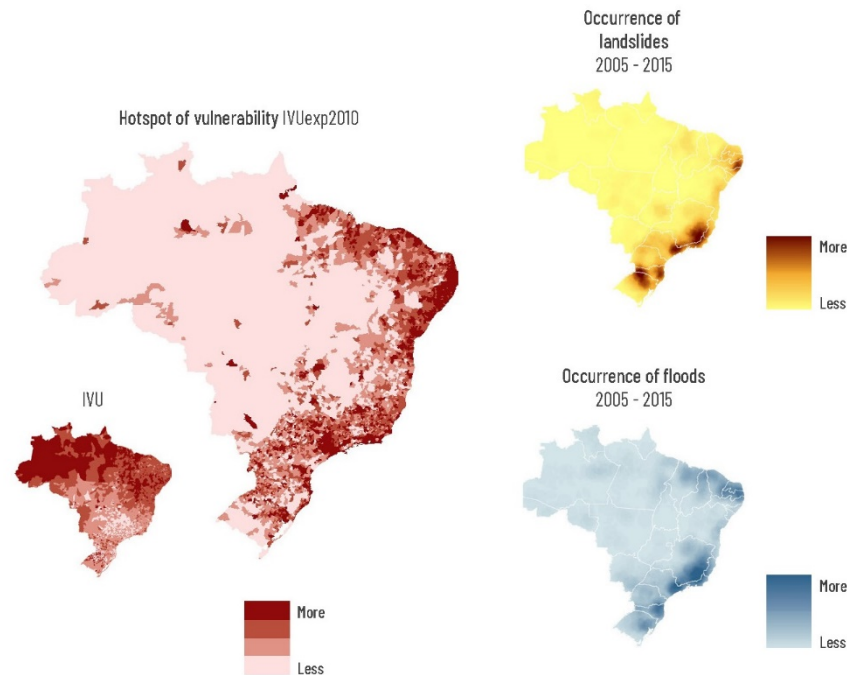 Hotspot of vulnerability IVUexp2010
IVU
More
Less
Occurrence of
landslides
2005 - 2015
More
Less
Occurrence of floods
2005 - 2015
More
Less